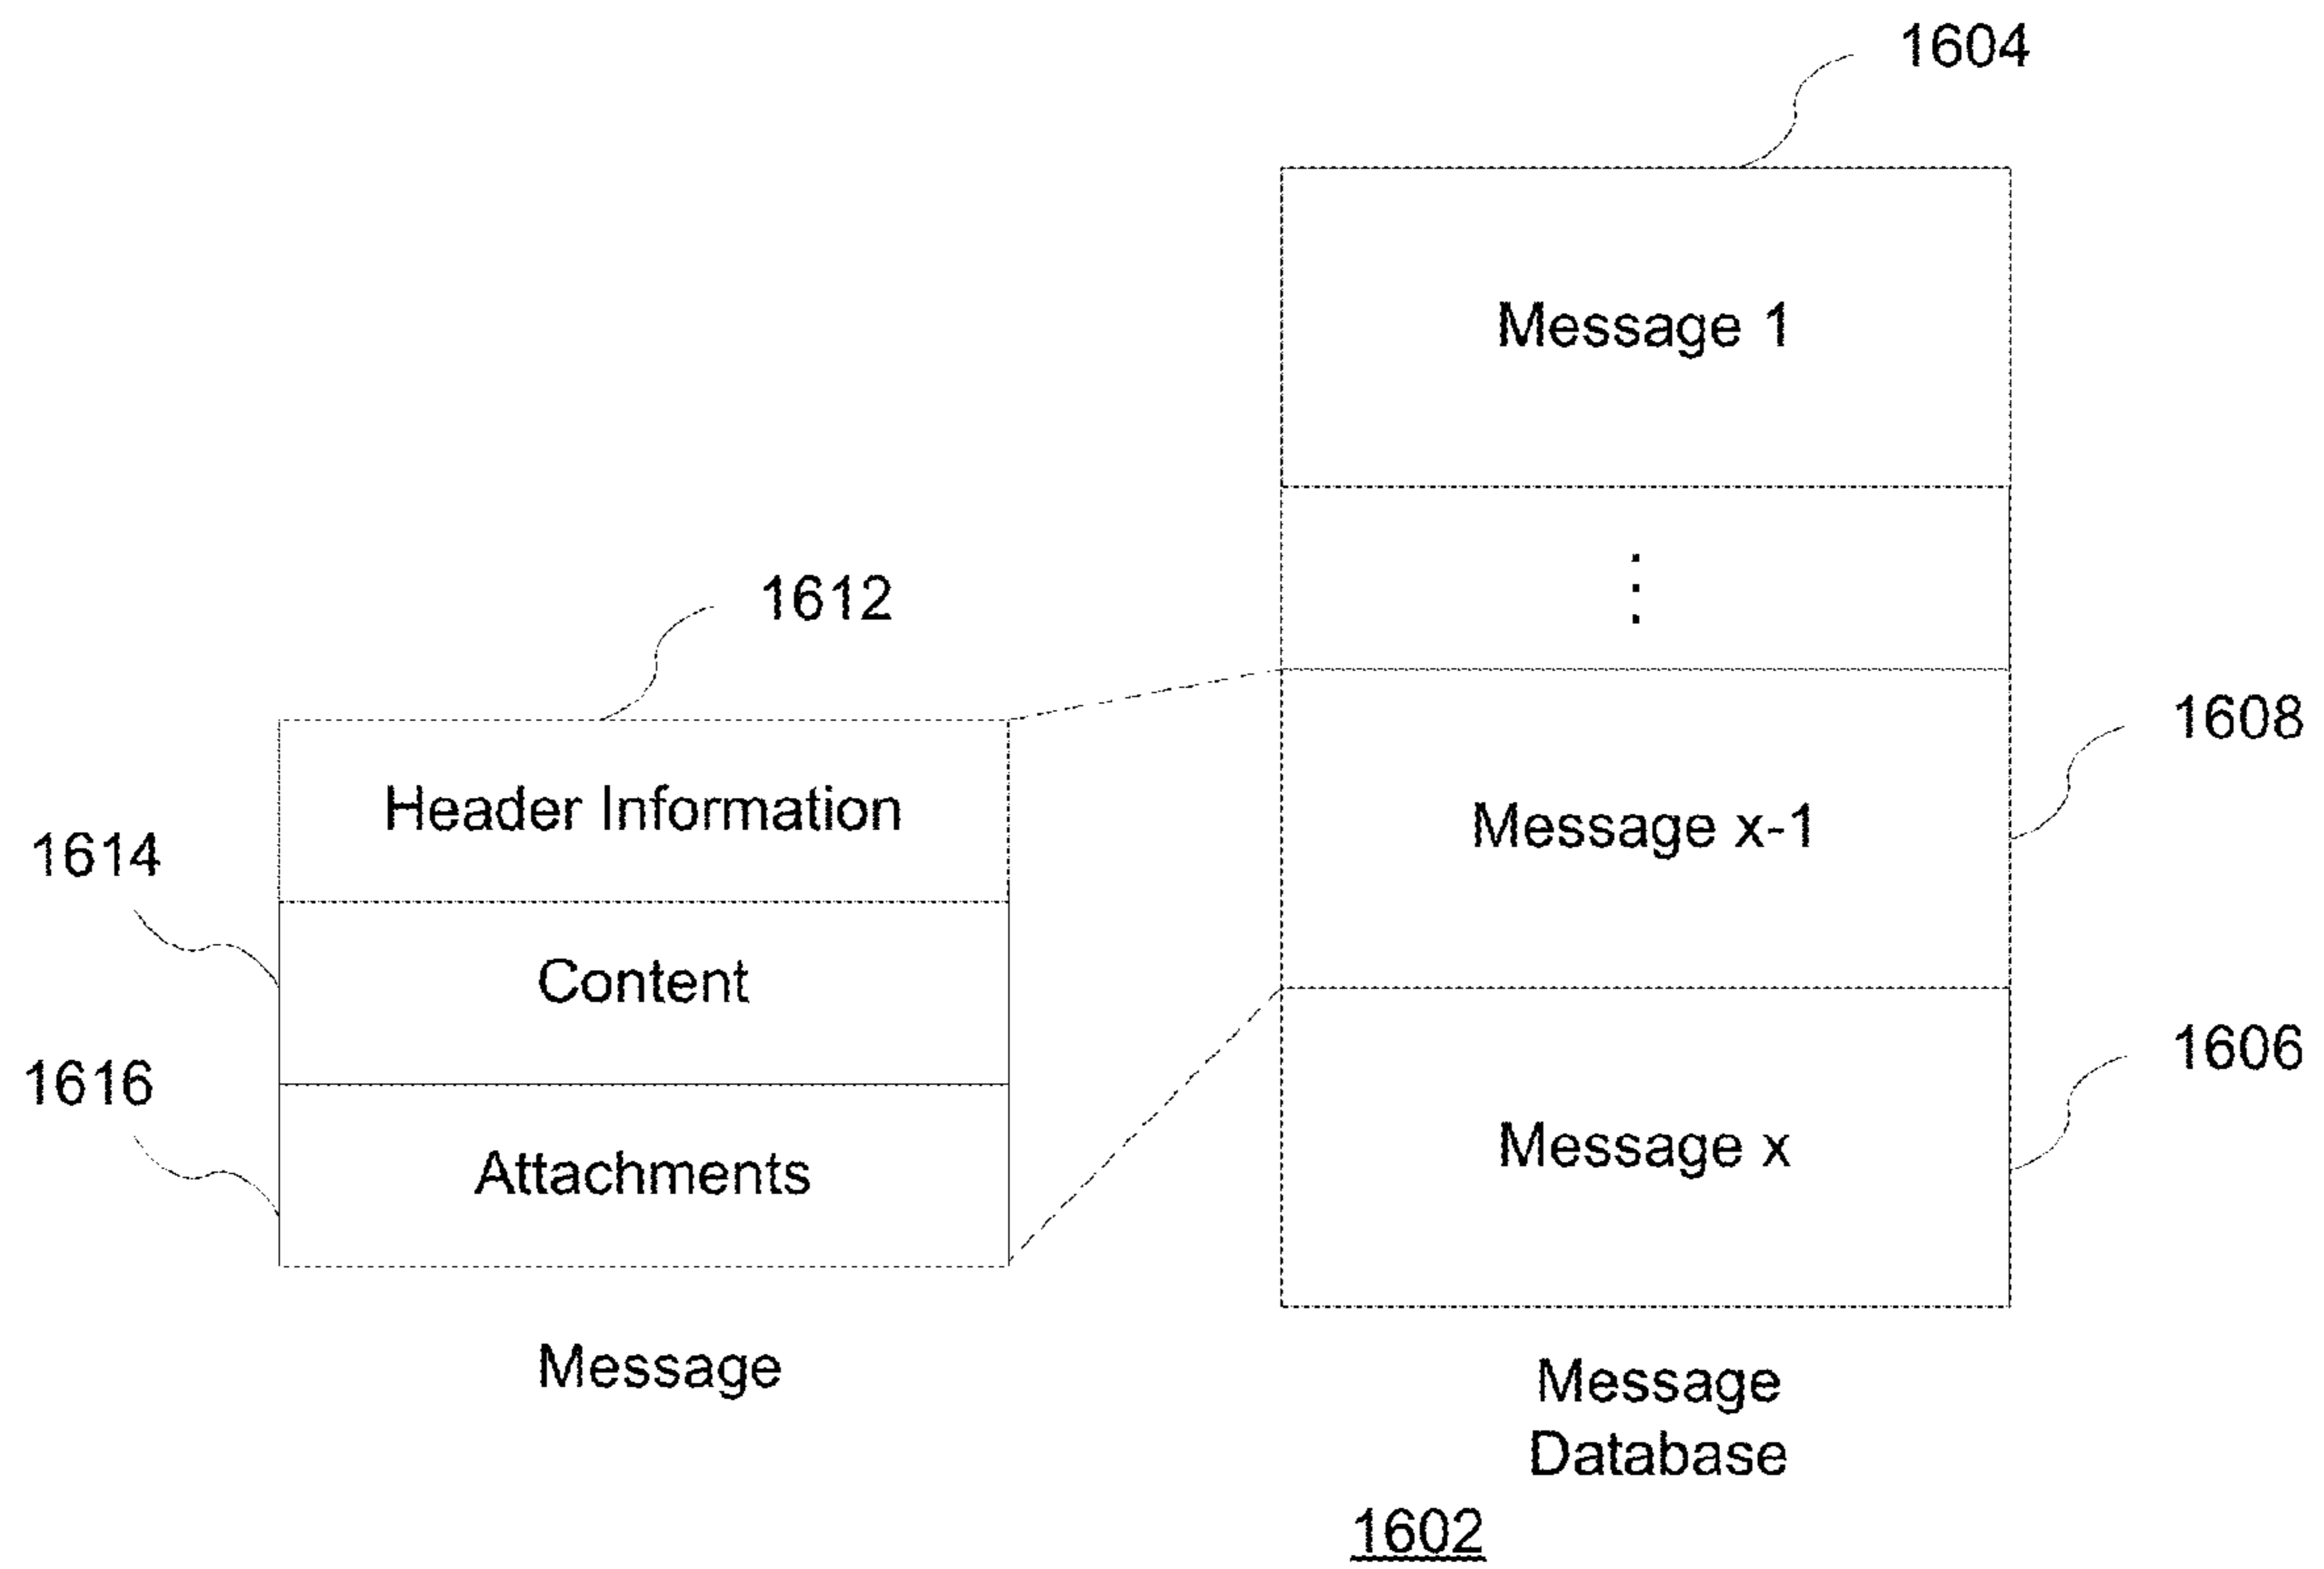 1604
Message 1
⋮
1612
1608
Header Information
Message x-1
1614
Content
1606
1616
Message x
Attachments
Message
Message
Database
1602